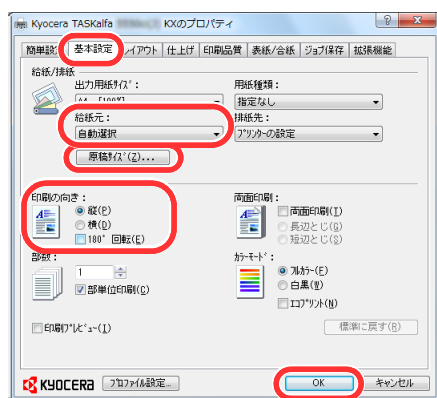 Kyocera TASKalfa KXのプロパティ
簡単設定 基本設定 レイアウト 仕上げ 印刷品質 表紙/合紙 ジョブ保存 拡張機能
給紙/排紙
出力用紙ｻｲｽﾞ： 用紙種類：
A4 [100%] 指定なし
給紙元： 排紙先：
自動選択 ﾌﾟﾘﾝﾀｰの設定
原稿ｻｲｽﾞ(Z)...
印刷の向き： 両面印刷：
縦(P) 両面印刷(I)
横(D) 長辺とじ(G)
180° 回転(E) 短辺とじ(S)
部数： ｶﾗｰﾓｰﾄﾞ：
1 ﾌﾙｶﾗｰ(F)
部単位印刷(C) 白黒(W)
ｴｺﾌﾟﾘﾝﾄ(N)
印刷ﾌﾟﾚﾋﾞｭｰ(I) 標準に戻す(R)
KYOCERA ﾌﾟﾛﾌｧｲﾙ設定... OK キャンセル